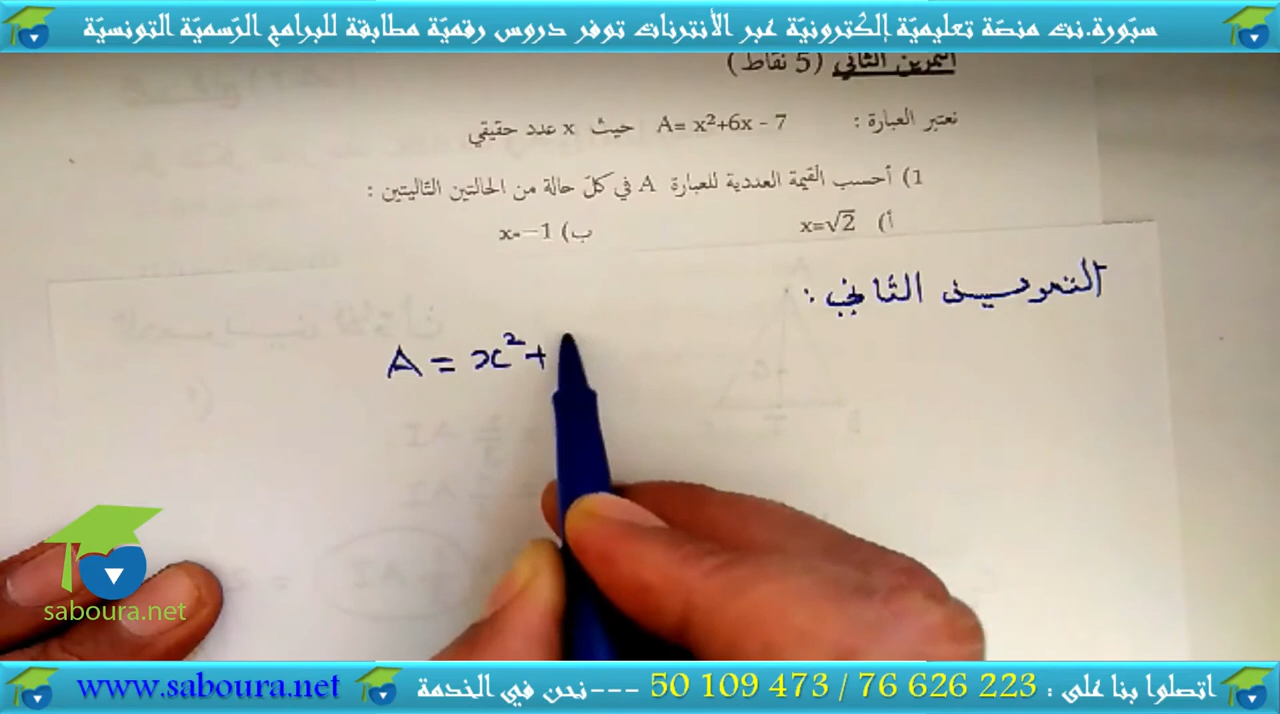 سبّورة.نت منصّة تعليميّة إلكترونيّة عبر الأنترنات توفر دروس رقميّة مطابقة للبرامج الرّسميّة التونسيّة
التمرين الثاني (5 نقاط)
نعتبر العبارة : A= x²+6x - 7 حيث x عدد حقيقي
1) أحسب القيمة العددية للعبارة A في كلّ حالة من الحالتين التّاليتين :
أ) x=√2 ب) x=-1
التمرين الثاني :
A = x² +
saboura.net
اتصلوا بنا على : 50 109 473 / 76 626 223 ---نحن في الخدمة www.saboura.net